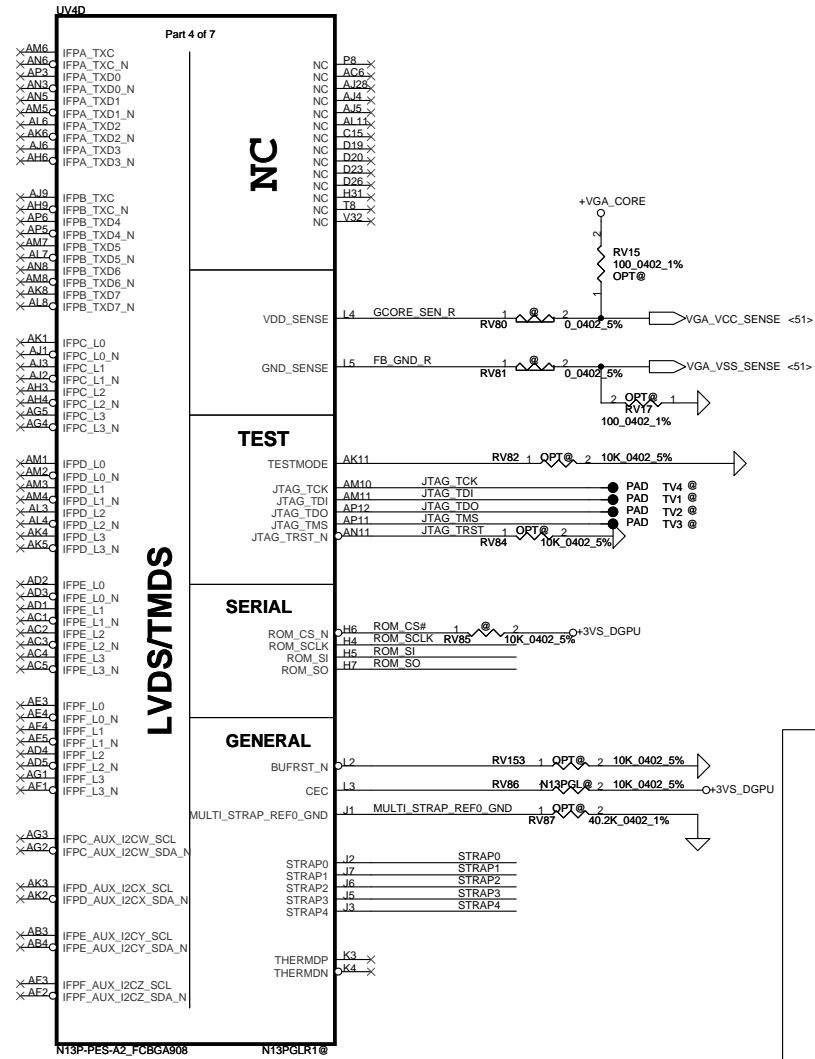 UV4D
Part 4 of 7
AM6 IFPA_TXC
AN6 IFPA_TXC_N
AP3 IFPA_TXD0
AN3 IFPA_TXD0_N
AN5 IFPA_TXD1
AM5 IFPA_TXD1_N
AL6 IFPA_TXD2
AK6 IFPA_TXD2_N
AJ6 IFPA_TXD3
AH6 IFPA_TXD3_N
AJ9 IFPB_TXC
AH9 IFPB_TXC_N
AP6 IFPB_TXD4
AP5 IFPB_TXD4_N
AM7 IFPB_TXD5
AL7 IFPB_TXD5_N
AN8 IFPB_TXD6
AM8 IFPB_TXD6_N
AK8 IFPB_TXD7
AL8 IFPB_TXD7_N
AK1 IFPC_L0
AJ1 IFPC_L0_N
AJ3 IFPC_L1
AJ2 IFPC_L1_N
AH3 IFPC_L2
AH4 IFPC_L2_N
AG5 IFPC_L3
AG4 IFPC_L3_N
AM1 IFPD_L0
AM2 IFPD_L0_N
AM3 IFPD_L1
AM4 IFPD_L1_N
AL3 IFPD_L2
AL4 IFPD_L2_N
AK4 IFPD_L3
AK5 IFPD_L3_N
AD2 IFPE_L0
AD3 IFPE_L0_N
AD1 IFPE_L1
AC1 IFPE_L1_N
AC2 IFPE_L2
AC3 IFPE_L2_N
AC4 IFPE_L3
AC5 IFPE_L3_N
AE3 IFPF_L0
AE4 IFPF_L0_N
AF4 IFPF_L1
AF5 IFPF_L1_N
AD4 IFPF_L2
AD5 IFPF_L2_N
AG1 IFPF_L3
AF1 IFPF_L3_N
AG3 IFPC_AUX_I2CW_SCL
AG2 IFPC_AUX_I2CW_SDA_N
AK3 IFPD_AUX_I2CX_SCL
AK2 IFPD_AUX_I2CX_SDA_N
AB3 IFPE_AUX_I2CY_SCL
AB4 IFPE_AUX_I2CY_SDA_N
AF3 IFPF_AUX_I2CZ_SCL
AF2 IFPF_AUX_I2CZ_SDA_N
LVDS/TMDS
NC
NC P8
NC AC6
NC AJ28
NC AJ4
NC AJ5
NC AL11
NC C15
NC D19
NC D20
NC D23
NC D26
NC H31
NC T8
NC V32
+VGA_CORE
2
RV15
100_0402_1%
OPT@
1
VDD_SENSE L4 GCORE_SEN_R 1 @ 2 VGA_VCC_SENSE <51>
RV80 0_0402_5%
GND_SENSE L5 FB_GND_R 1 @ 2 VGA_VSS_SENSE <51>
RV81 0_0402_5%
2 OPT@ 1
RV17
100_0402_1%
TEST
TESTMODE AK11 RV82 1 OPT@ 2 10K_0402_5%
JTAG_TCK AM10 JTAG_TCK PAD TV4 @
JTAG_TDI AM11 JTAG_TDI PAD TV1 @
JTAG_TDO AP12 JTAG_TDO PAD TV2 @
JTAG_TMS AP11 JTAG_TMS PAD TV3 @
JTAG_TRST_N AN11 JTAG_TRST 1 OPT@ 2
RV84 10K_0402_5%
SERIAL
ROM_CS_N H6 ROM_CS# 1 @ 2 +3VS_DGPU
RV85 10K_0402_5%
ROM_SCLK H4 ROM_SCLK
ROM_SI H5 ROM_SI
ROM_SO H7 ROM_SO
GENERAL
BUFRST_N L2 RV153 1 OPT@ 2 10K_0402_5%
CEC L3 RV86 1 N13PGL@ 2 10K_0402_5% +3VS_DGPU
MULTI_STRAP_REF0_GND J1 MULTI_STRAP_REF0_GND 1 OPT@ 2
RV87 40.2K_0402_1%
STRAP0 J2 STRAP0
STRAP1 J7 STRAP1
STRAP2 J6 STRAP2
STRAP3 J5 STRAP3
STRAP4 J3 STRAP4
THERMDP K3
THERMDN K4
N13P-PES-A2_FCBGA908 N13PGLR1@